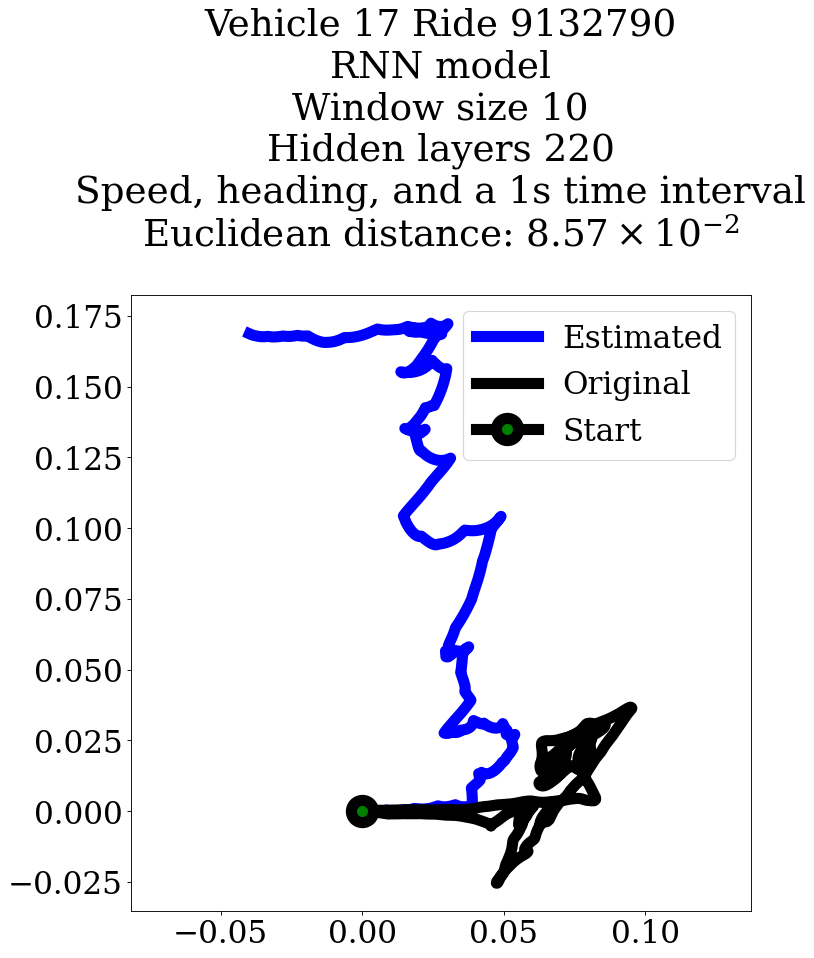 Vehicle 17 Ride 9132790
RNN model
Window size 10
Hidden layers 220
Speed, heading, and a 1s time interval
Euclidean distance: 8.57 × 10⁻²
0.175
0.150
0.125
0.100
0.075
0.050
0.025
0.000
−0.025
Estimated
Original
Start
−0.05
0.00
0.05
0.10